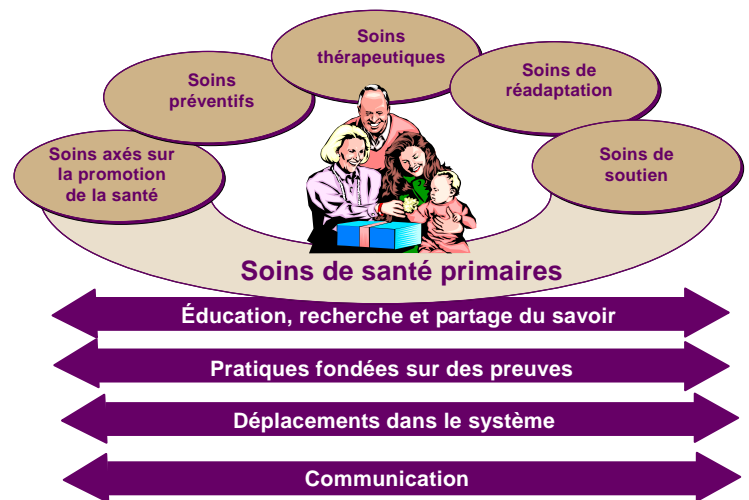 Soins
thérapeutiques
Soins
préventifs
Soins de
réadaptation
Soins axés sur
la promotion
de la santé
Soins de
soutien
Soins de santé primaires
Éducation, recherche et partage du savoir
Pratiques fondées sur des preuves
Déplacements dans le système
Communication